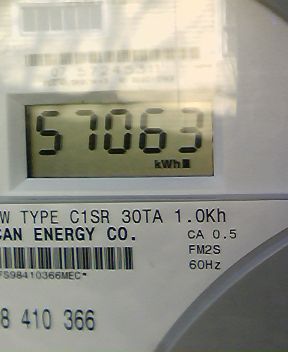 57063
kWh
W TYPE C1SR 30TA 1.0Kh
CAN ENERGY CO. CA 0.5
FM2S
FS98410366MEC* 60Hz
8 410 366